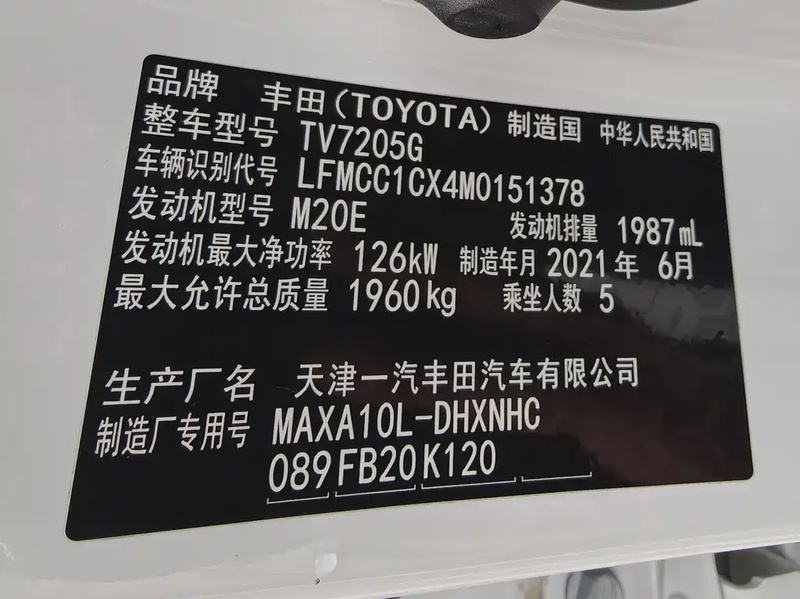 品牌 丰田(TOYOTA) 制造国 中华人民共和国
整车型号 TV7205G
车辆识别代号 LFMCC1CX4M0151378
发动机型号 M20E 发动机排量 1987mL
发动机最大净功率 126kW 制造年月 2021年 6月
最大允许总质量 1960kg 乘坐人数 5
生产厂名 天津一汽丰田汽车有限公司
制造厂专用号 MAXA10L-DHXNHC
089 FB20 K120